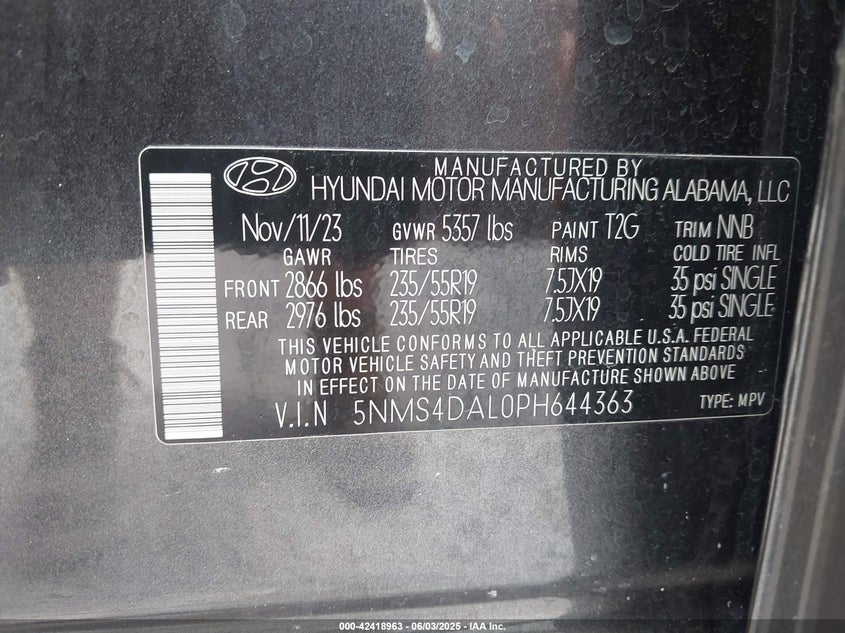 MANUFACTURED BY
HYUNDAI MOTOR MANUFACTURING ALABAMA, LLC
Nov/11/23 GVWR 5357 lbs PAINT T2G TRIM NNB
GAWR TIRES RIMS COLD TIRE INFL
FRONT 2866 lbs 235/55R19 7.5JX19 35 psi SINGLE
REAR 2976 lbs 235/55R19 7.5JX19 35 psi SINGLE
THIS VEHICLE CONFORMS TO ALL APPLICABLE U.S.A. FEDERAL
MOTOR VEHICLE SAFETY AND THEFT PREVENTION STANDARDS
IN EFFECT ON THE DATE OF MANUFACTURE SHOWN ABOVE
V.I.N 5NMS4DAL0PH644363 TYPE: MPV
000-42418963 - 06/03/2025 - IAA Inc.